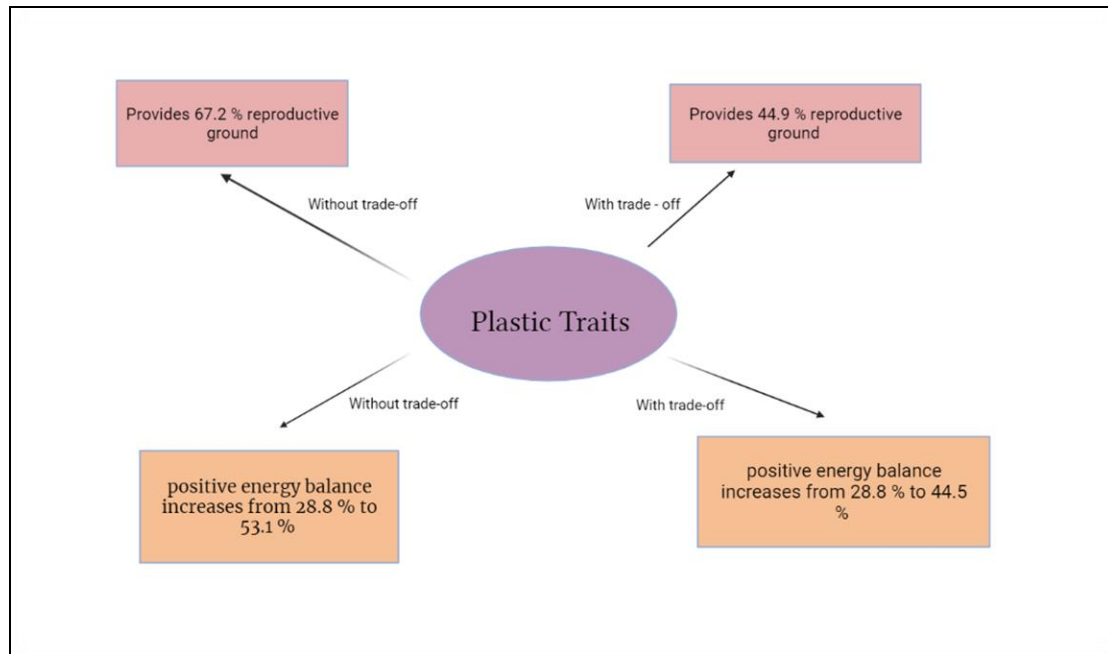 Provides 67.2 % reproductive
ground
Provides 44.9 % reproductive
ground
Without trade-off
With trade - off
Plastic Traits
Without trade-off
With trade-off
positive energy balance
increases from 28.8 % to
53.1 %
positive energy balance
increases from 28.8 % to 44.5
%